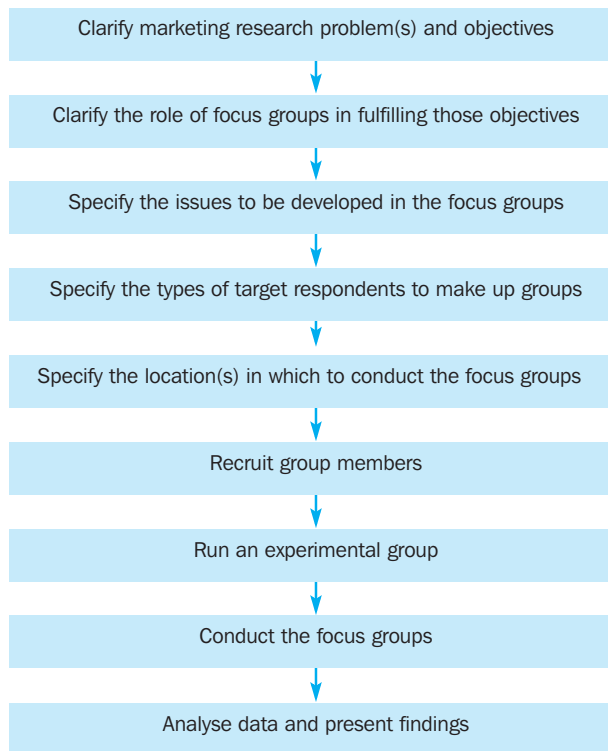 Clarify marketing research problem(s) and objectives
Clarify the role of focus groups in fulfilling those objectives
Specify the issues to be developed in the focus groups
Specify the types of target respondents to make up groups
Specify the location(s) in which to conduct the focus groups
Recruit group members
Run an experimental group
Conduct the focus groups
Analyse data and present findings